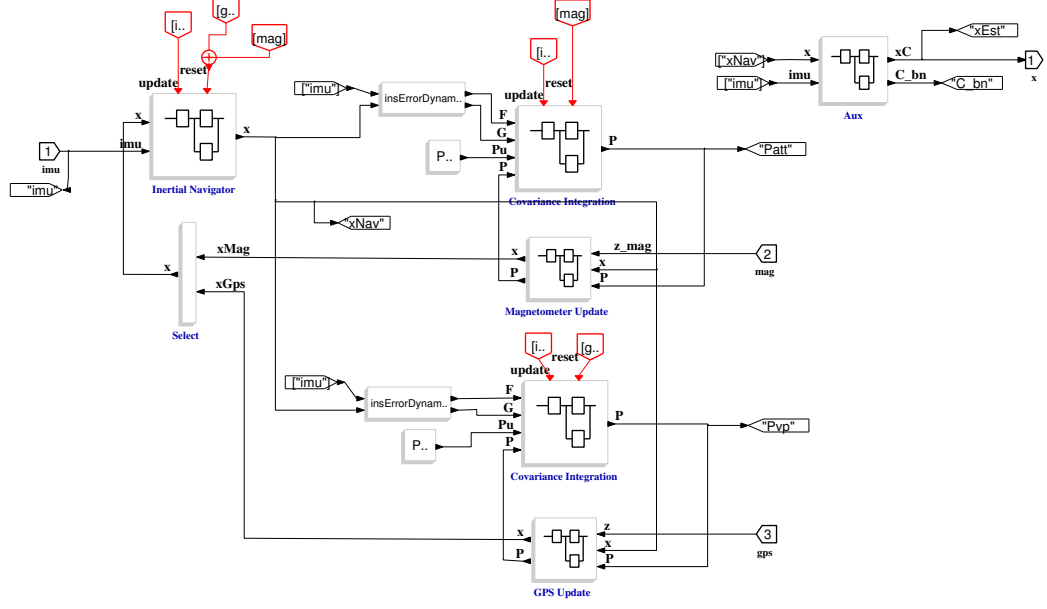 [i..
[g..
[mag]
update
reset
x
imu
x
Inertial Navigator
1
imu
"imu"
["imu"]
insErrorDynam..
P..
[mag]
[i..
update
reset
F
G
Pu
P
P
Covariance Integration
"Patt"
["xNav"]
["imu"]
x
imu
xC
C_bn
Aux
"xEst"
"C_bn"
1
x
"xNav"
x
xMag
xGps
Select
x
P
z_mag
x
P
Magnetometer Update
2
mag
[i..
[g..
update
reset
["imu"]
insErrorDynam..
P..
F
G
Pu
P
P
Covariance Integration
"Pvp"
x
P
z
x
P
GPS Update
3
gps